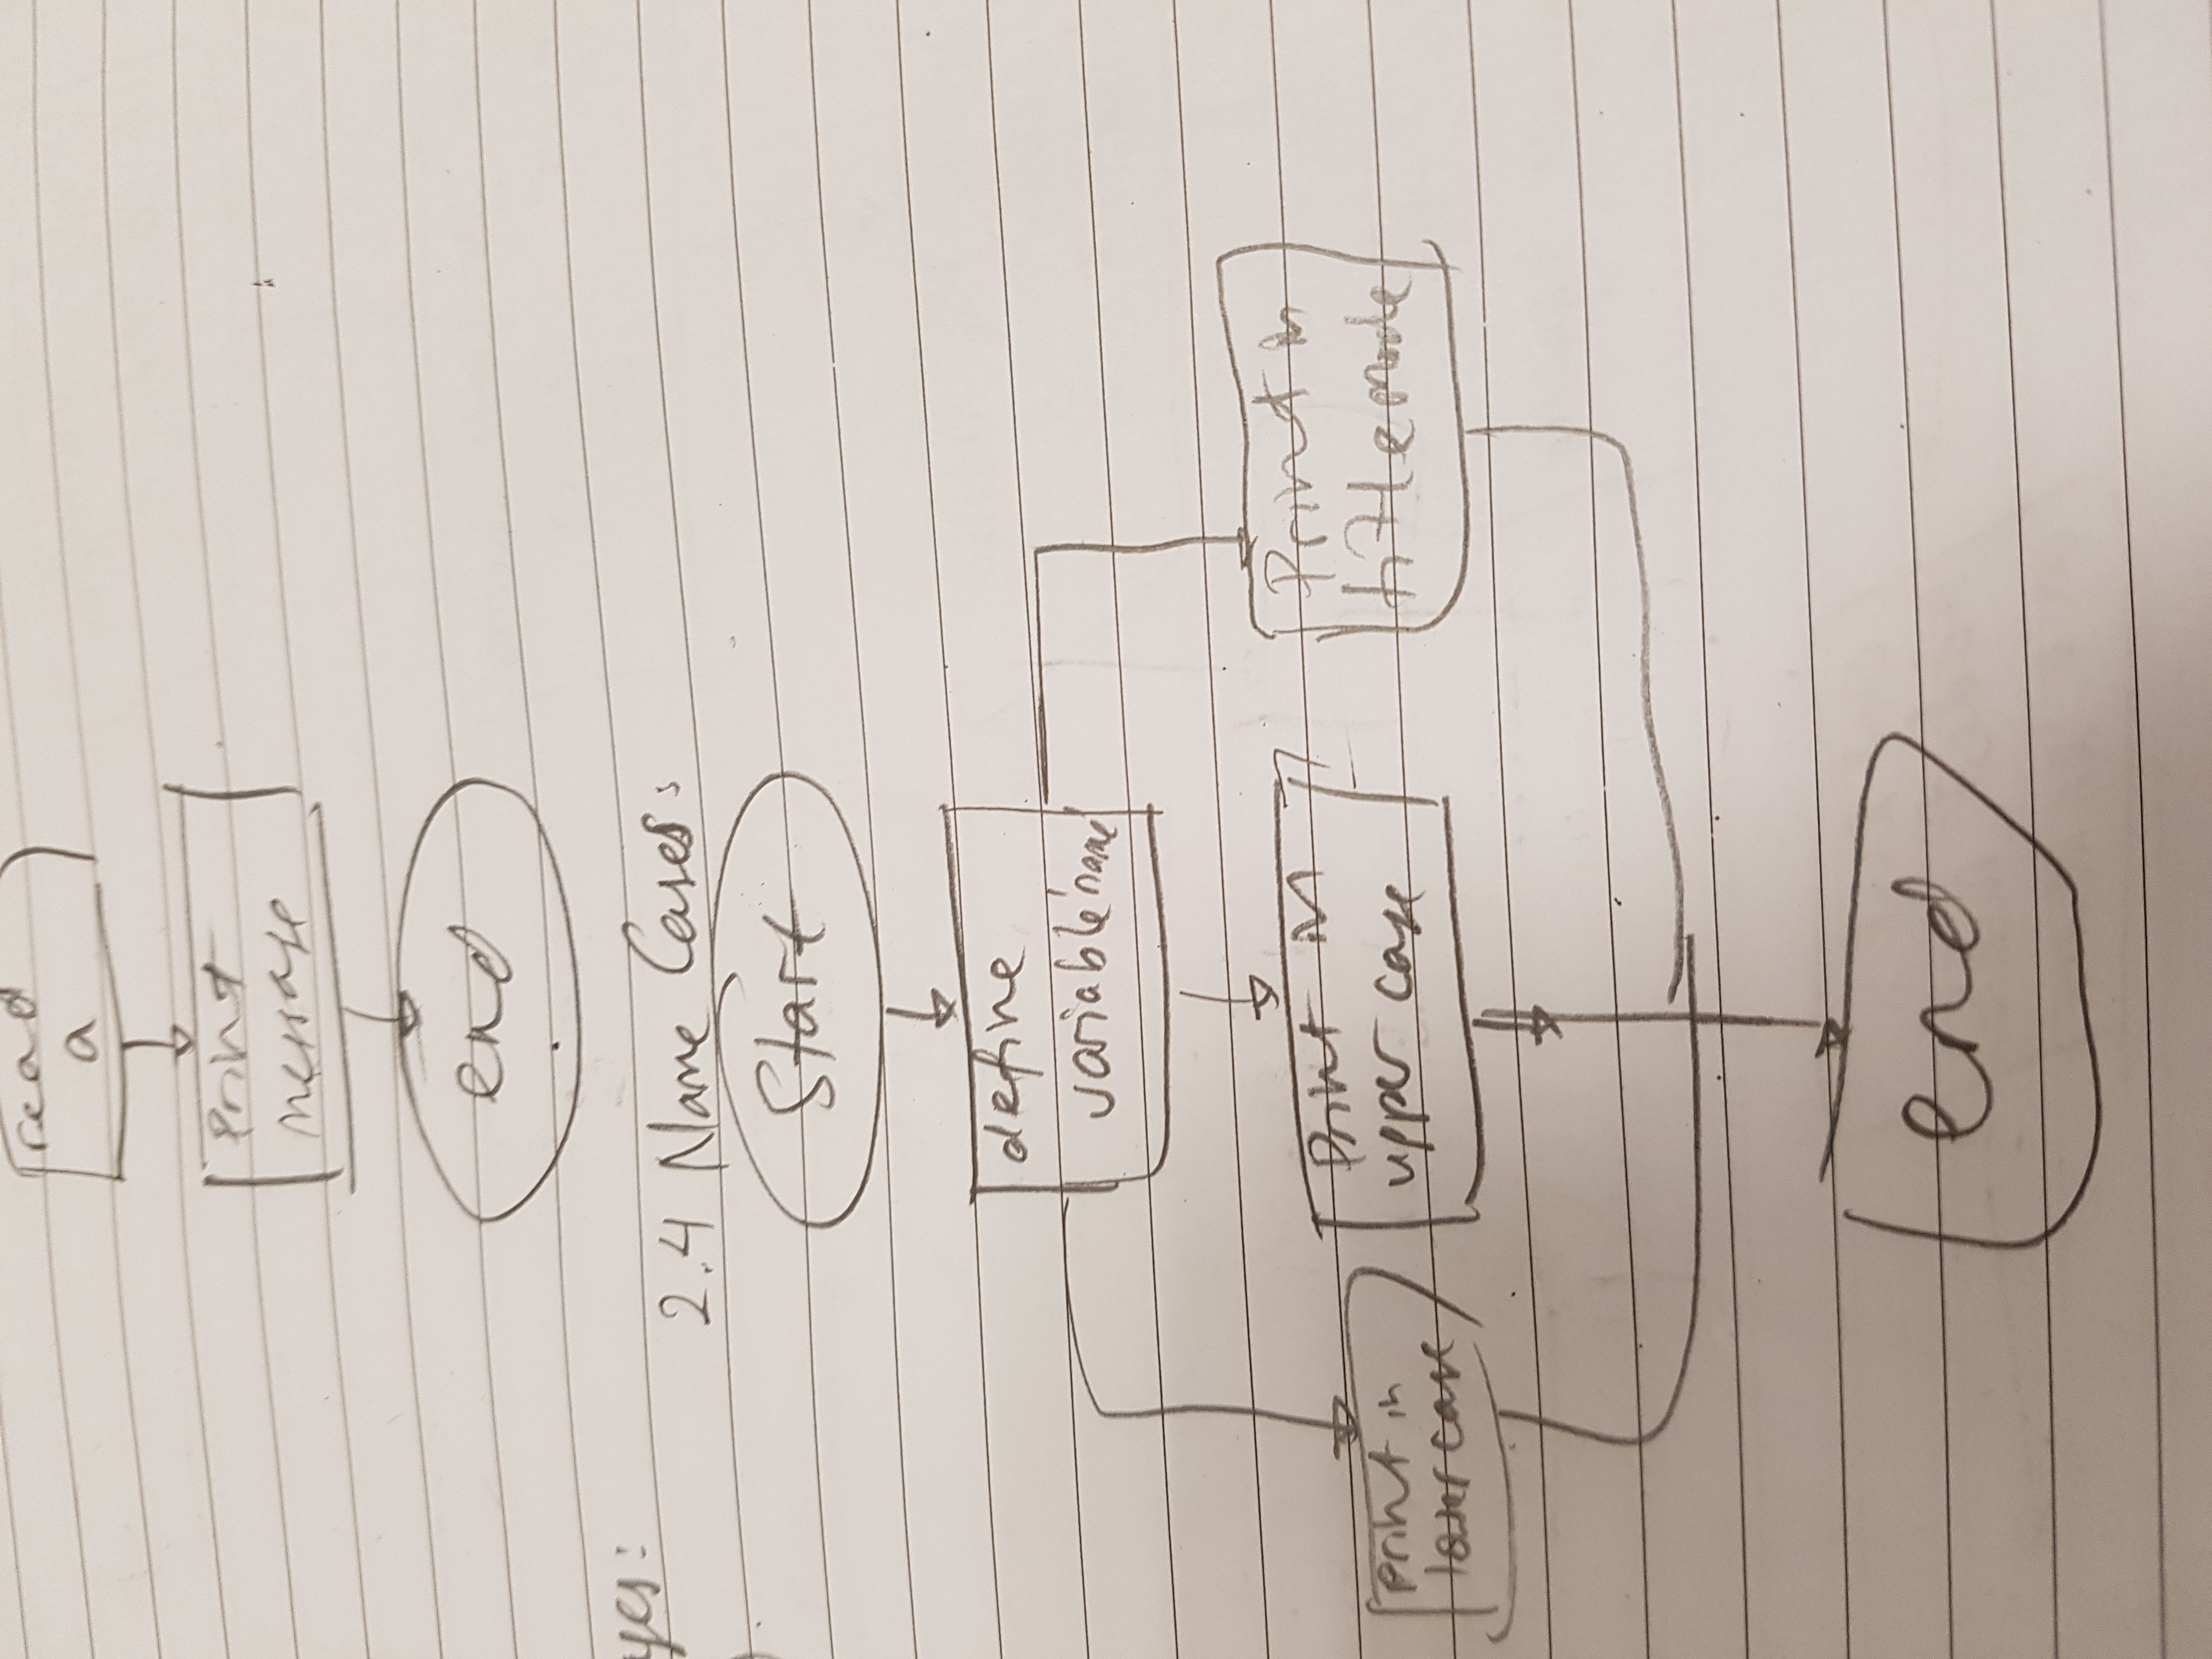 read
a
print
message
end
yes:
2.4 Name Cases:
Start
define
variable 'name
print in
lower case
Print in
upper case
Print in
title mode
end